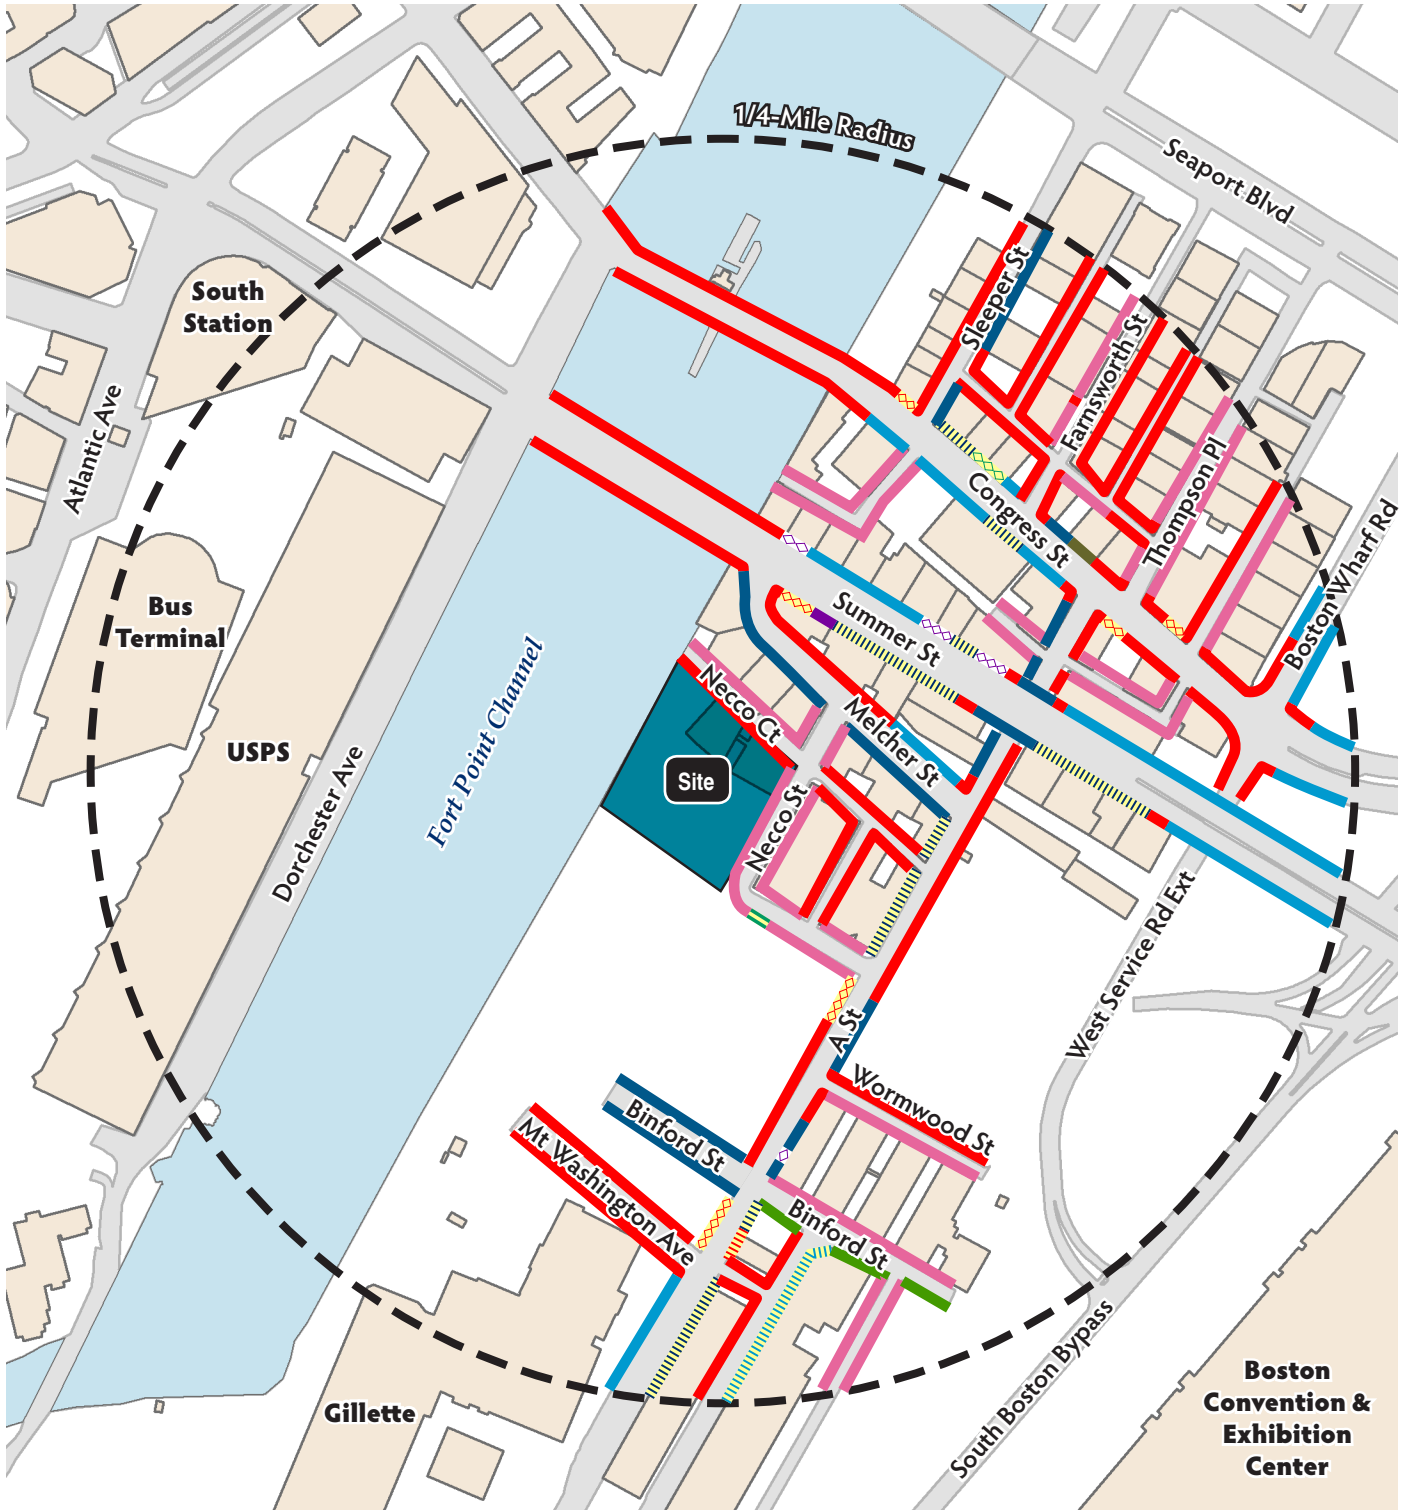 1/4-Mile Radius
Seaport Blvd
South
Station
Sleeper St
Farnsworth St
Atlantic Ave
Thompson Pl
Congress St
Boston Wharf Rd
Bus
Terminal
Summer St
Fort Point Channel
Necco Ct
Melcher St
USPS
Site
Dorchester Ave
Necco St
West Service Rd Ext
A St
Wormwood St
Binford St
Mt Washington Ave
Binford St
South Boston Bypass
Gillette
Boston
Convention &
Exhibition
Center